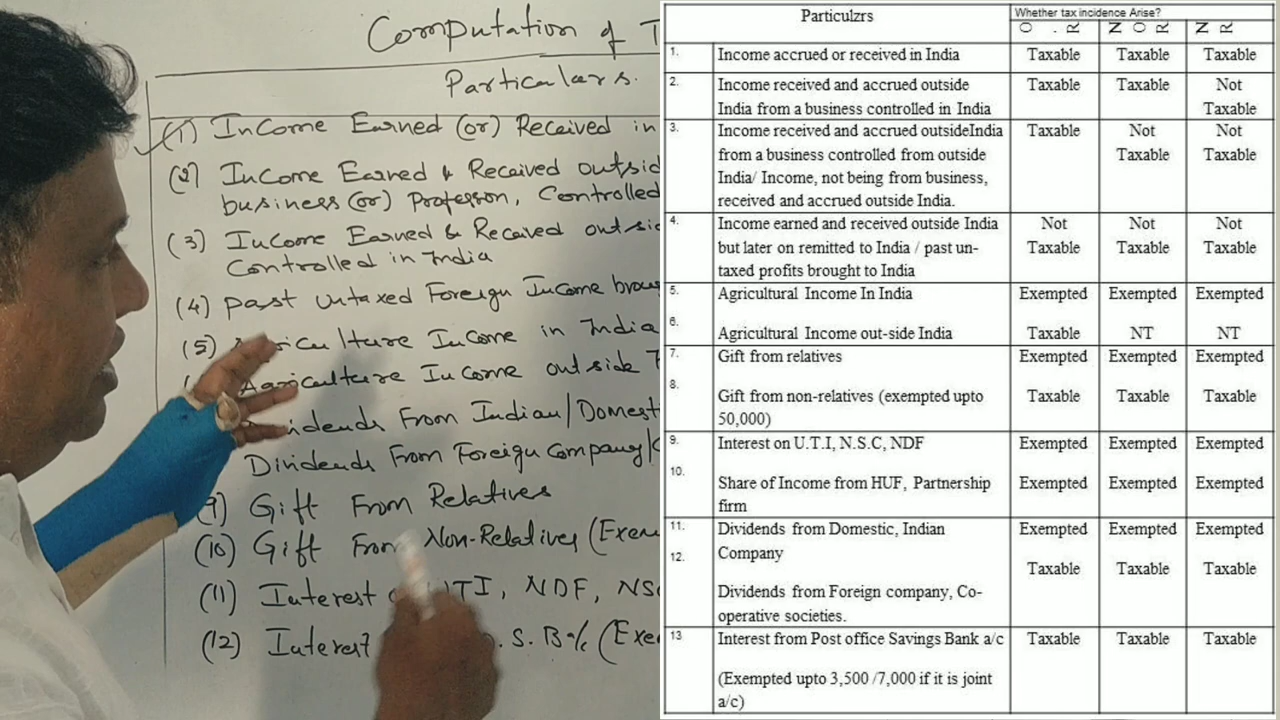 Computation of T
Particulars.
(1) Income Earned (or) Received in
(2) Income Earned & Received outsid
business (or) Professon, Controlled
(3) Income Earned & Received outsid
Controlled in India
(4) past untaxed Foreign Income brou
(5) Agriculture Income in India
Agriculture Income outside
idends From Indian/Domest
Dividends From Foreign Company/
(9) Gift From Relatives
(10) Gift From Non-Relatives (Exem
(11) Interest UTI, NDF, NS
(12) Interest . S. B a/c (Exe
Particulzrs
Whether tax incidence Arise?
O . R
N O R
N R
1. Income accrued or received in India Taxable Taxable Taxable
2. Income received and accrued outside Taxable Taxable Not
India from a business controlled in India Taxable
3. Income received and accrued outsideIndia Taxable Not Not
from a business controlled from outside Taxable Taxable
India/ Income, not being from business,
received and accrued outside India.
4. Income earned and received outside India Not Not Not
but later on remitted to India / past un- Taxable Taxable Taxable
taxed profits brought to India
5. Agricultural Income In India Exempted Exempted Exempted
6. Agricultural Income out-side India Taxable NT NT
7. Gift from relatives Exempted Exempted Exempted
8. Gift from non-relatives (exempted upto Taxable Taxable Taxable
50,000)
9. Interest on U.T.I, N.S.C, NDF Exempted Exempted Exempted
10. Share of Income from HUF, Partnership Exempted Exempted Exempted
firm
11. Dividends from Domestic, Indian Exempted Exempted Exempted
Company
12. Taxable Taxable Taxable
Dividends from Foreign company, Co-
operative societies.
13 Interest from Post office Savings Bank a/c Taxable Taxable Taxable
(Exempted upto 3,500 /7,000 if it is joint
a/c)